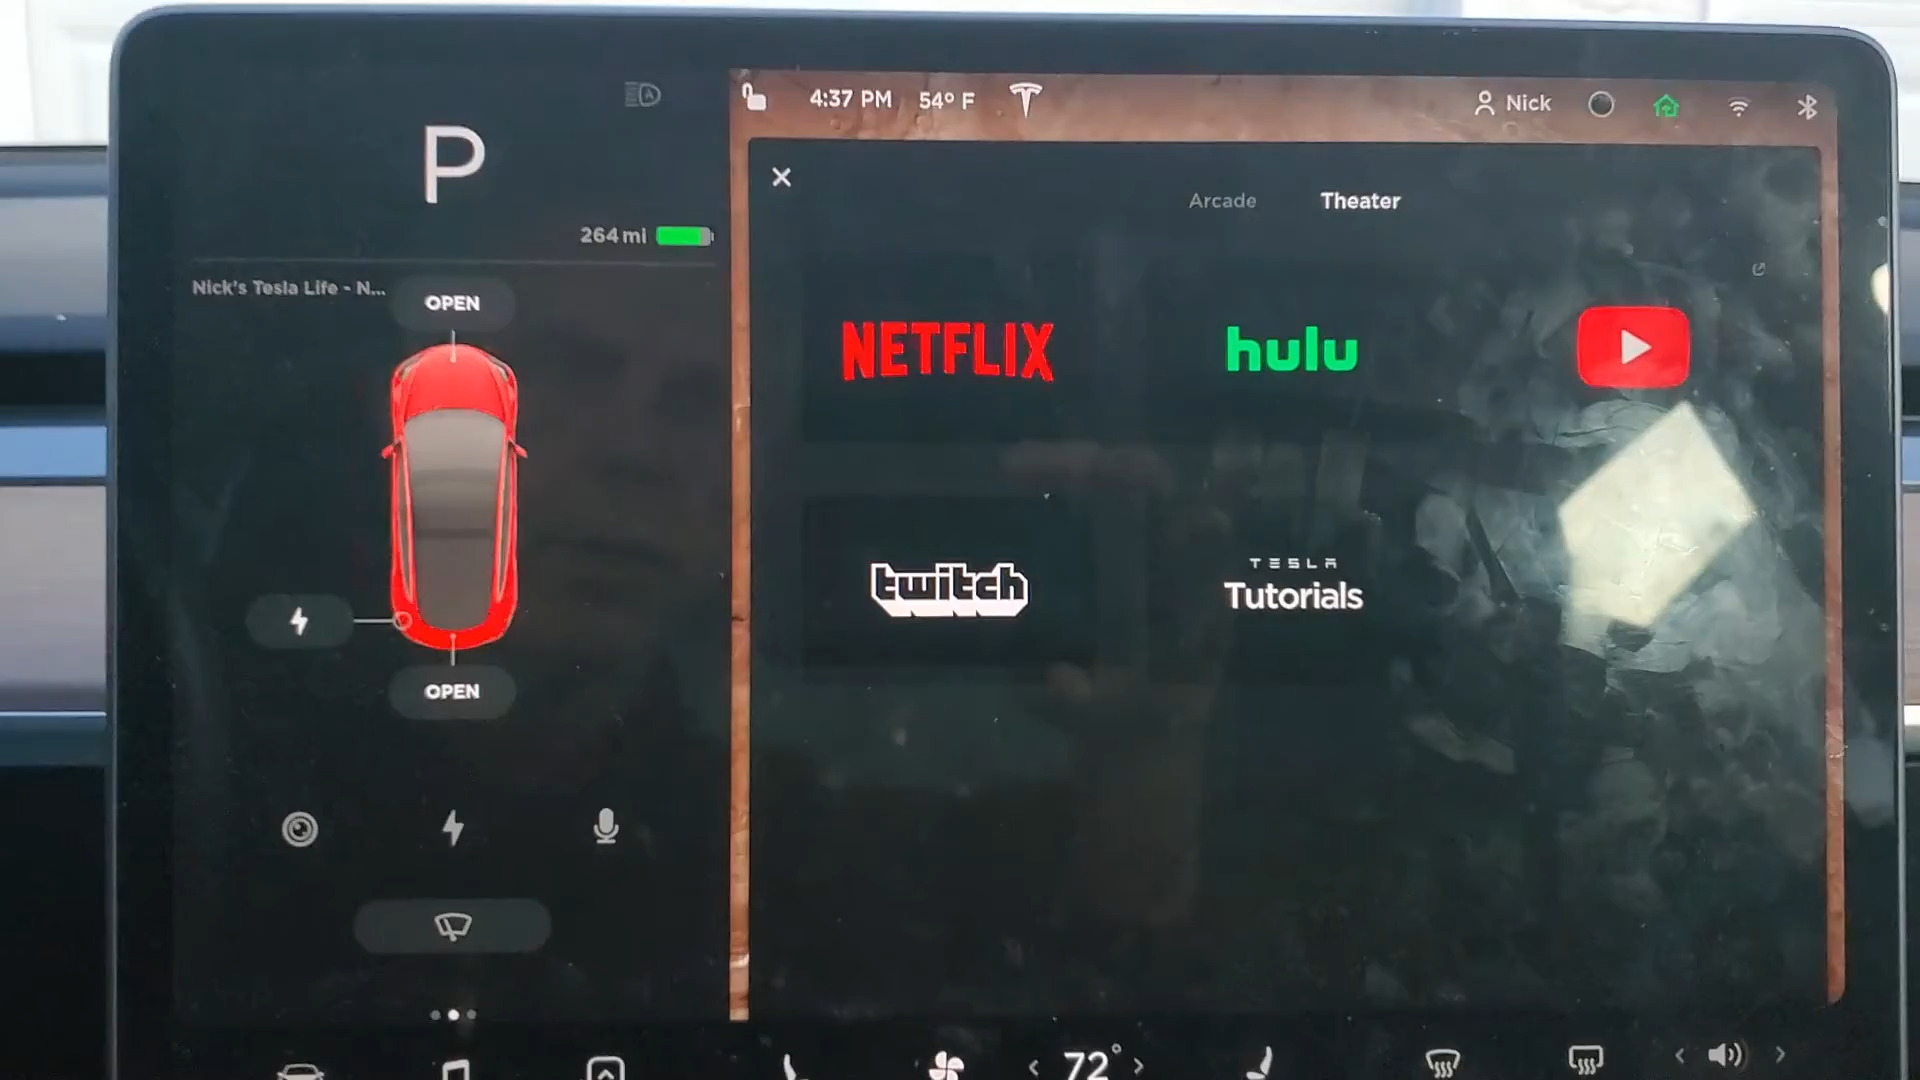 P
264 mi
Nick's Tesla Life - N...
OPEN
OPEN
4:37 PM 54° F
Nick
Arcade Theater
NETFLIX hulu
twitch
TESLA
Tutorials
72°